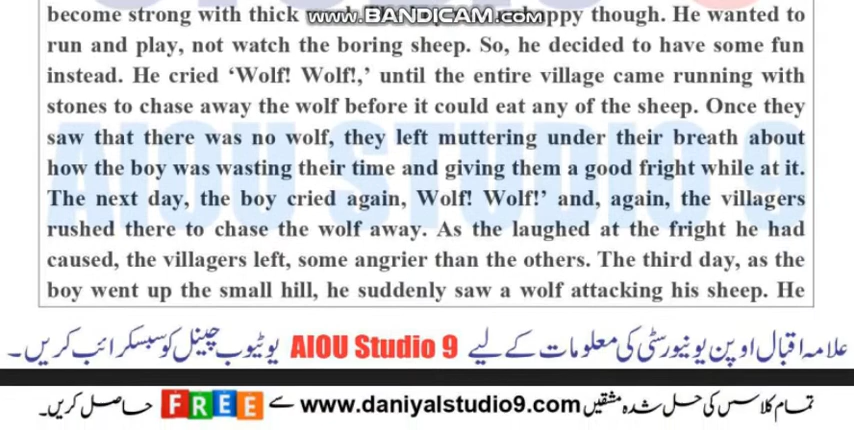 become strong with thick www.BANDICAM.com happy though. He wanted to
run and play, not watch the boring sheep. So, he decided to have some fun
instead. He cried ‘Wolf! Wolf!,’ until the entire village came running with
stones to chase away the wolf before it could eat any of the sheep. Once they
saw that there was no wolf, they left muttering under their breath about
how the boy was wasting their time and giving them a good fright while at it.
The next day, the boy cried again, Wolf! Wolf!’ and, again, the villagers
rushed there to chase the wolf away. As the laughed at the fright he had
caused, the villagers left, some angrier than the others. The third day, as the
boy went up the small hill, he suddenly saw a wolf attacking his sheep. He
AIOU STUDIO 9
علامہ اقبال اوپن یونیورسٹی کی معلومات کے لیے AIOU Studio 9 یوٹیوب چینل کو سبسکرائب کریں۔
تمام کلاس کی حل شدہ مشقیں www.daniyalstudio9.com سے FREE حاصل کریں۔